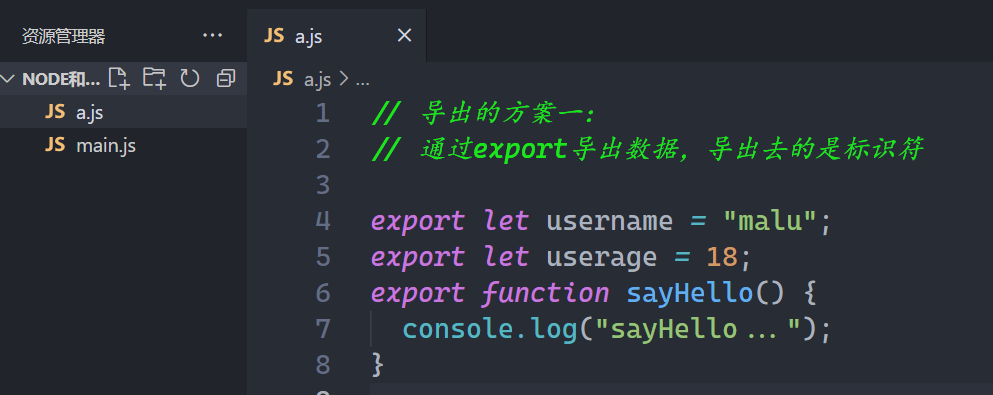 资源管理器 ...
JS a.js ×
NODE和...
JS a.js > ...
JS a.js
JS main.js
1 // 导出的方案一：
2 // 通过export导出数据，导出去的是标识符
3
4 export let username = "malu";
5 export let userage = 18;
6 export function sayHello() {
7 console.log("sayHello...");
8 }